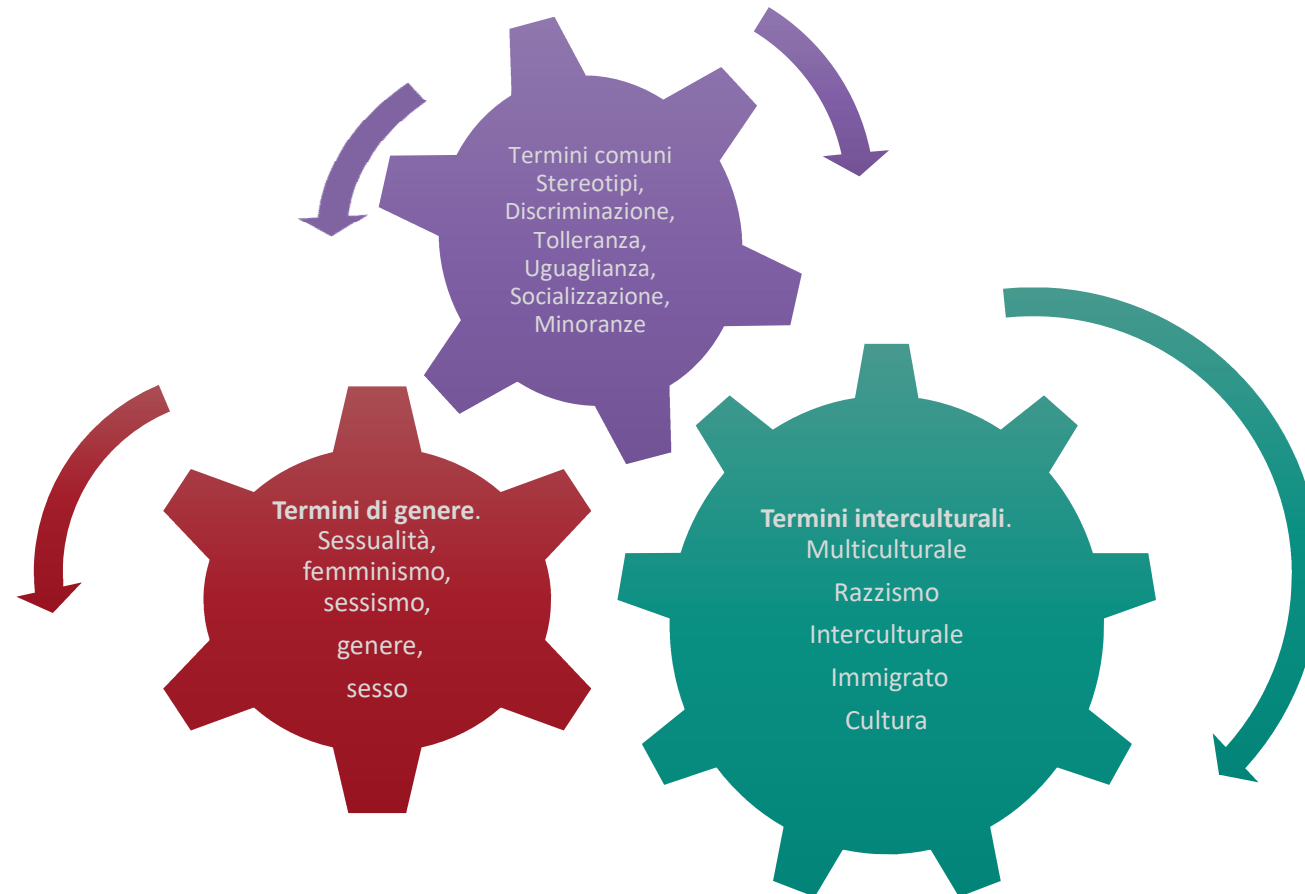 Termini comuni
Stereotipi,
Discriminazione,
Tolleranza,
Uguaglianza,
Socializzazione,
Minoranze
Termini di genere.
Sessualità,
femminismo,
sessismo,
genere,
sesso
Termini interculturali.
Multiculturale
Razzismo
Interculturale
Immigrato
Cultura